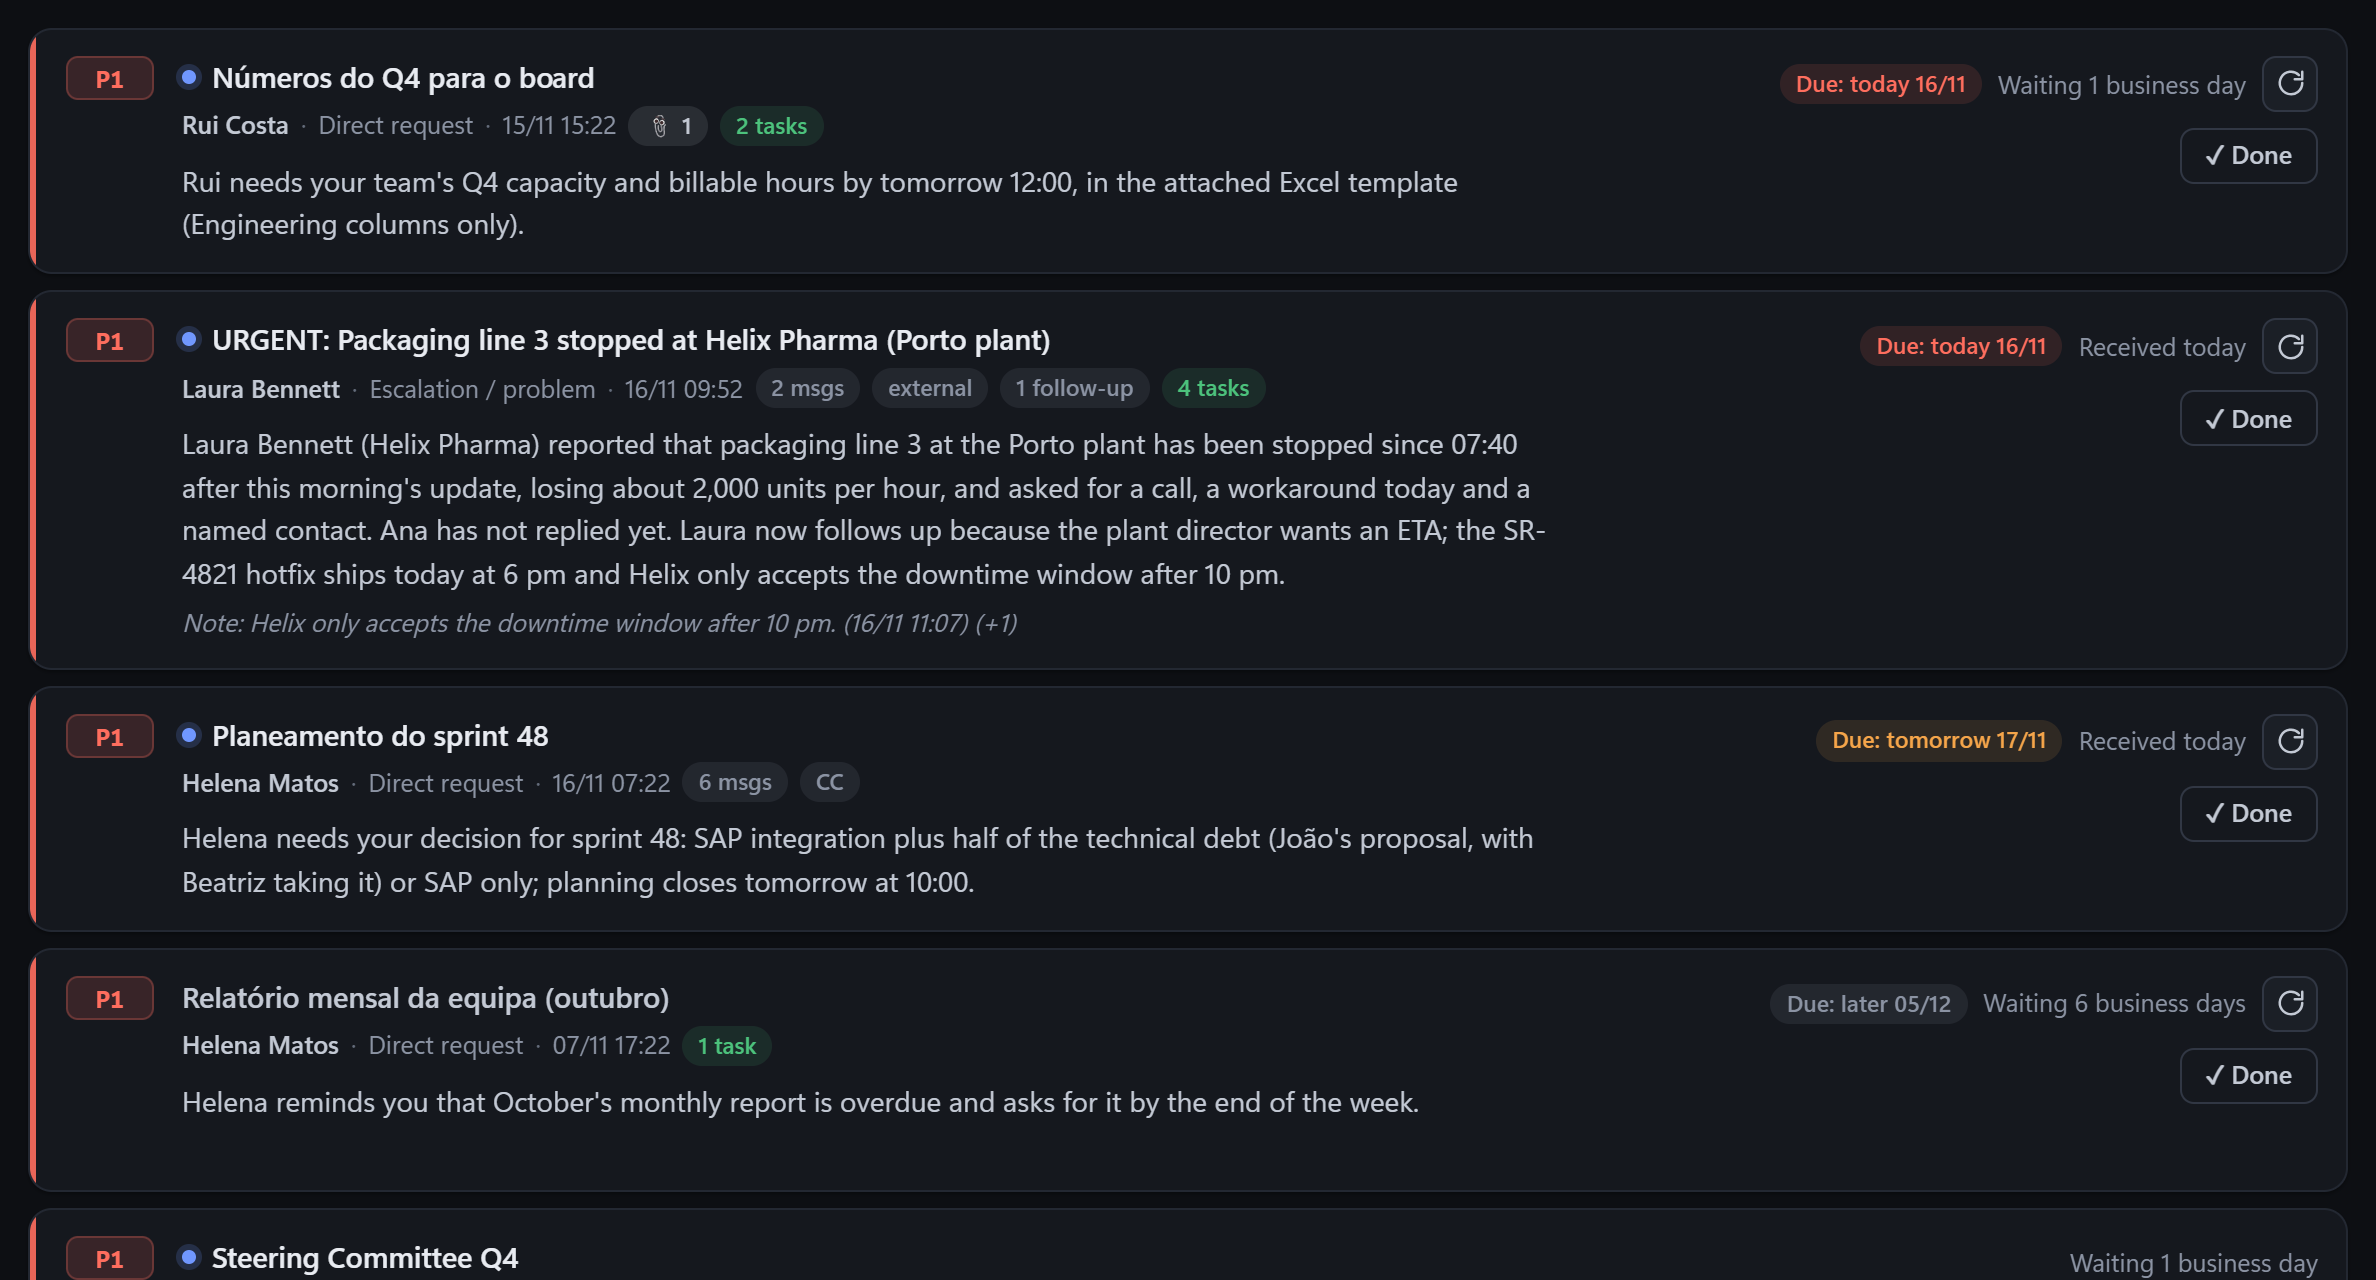 P1 Números do Q4 para o board Due: today 16/11 Waiting 1 business day
Rui Costa · Direct request · 15/11 15:22 1 2 tasks
✓ Done
Rui needs your team's Q4 capacity and billable hours by tomorrow 12:00, in the attached Excel template
(Engineering columns only).
P1 URGENT: Packaging line 3 stopped at Helix Pharma (Porto plant) Due: today 16/11 Received today
Laura Bennett · Escalation / problem · 16/11 09:52 2 msgs external 1 follow-up 4 tasks
✓ Done
Laura Bennett (Helix Pharma) reported that packaging line 3 at the Porto plant has been stopped since 07:40
after this morning's update, losing about 2,000 units per hour, and asked for a call, a workaround today and a
named contact. Ana has not replied yet. Laura now follows up because the plant director wants an ETA; the SR-
4821 hotfix ships today at 6 pm and Helix only accepts the downtime window after 10 pm.
Note: Helix only accepts the downtime window after 10 pm. (16/11 11:07) (+1)
P1 Planeamento do sprint 48 Due: tomorrow 17/11 Received today
Helena Matos · Direct request · 16/11 07:22 6 msgs CC
✓ Done
Helena needs your decision for sprint 48: SAP integration plus half of the technical debt (João's proposal, with
Beatriz taking it) or SAP only; planning closes tomorrow at 10:00.
P1 Relatório mensal da equipa (outubro) Due: later 05/12 Waiting 6 business days
Helena Matos · Direct request · 07/11 17:22 1 task
✓ Done
Helena reminds you that October's monthly report is overdue and asks for it by the end of the week.
P1 Steering Committee Q4 Waiting 1 business day